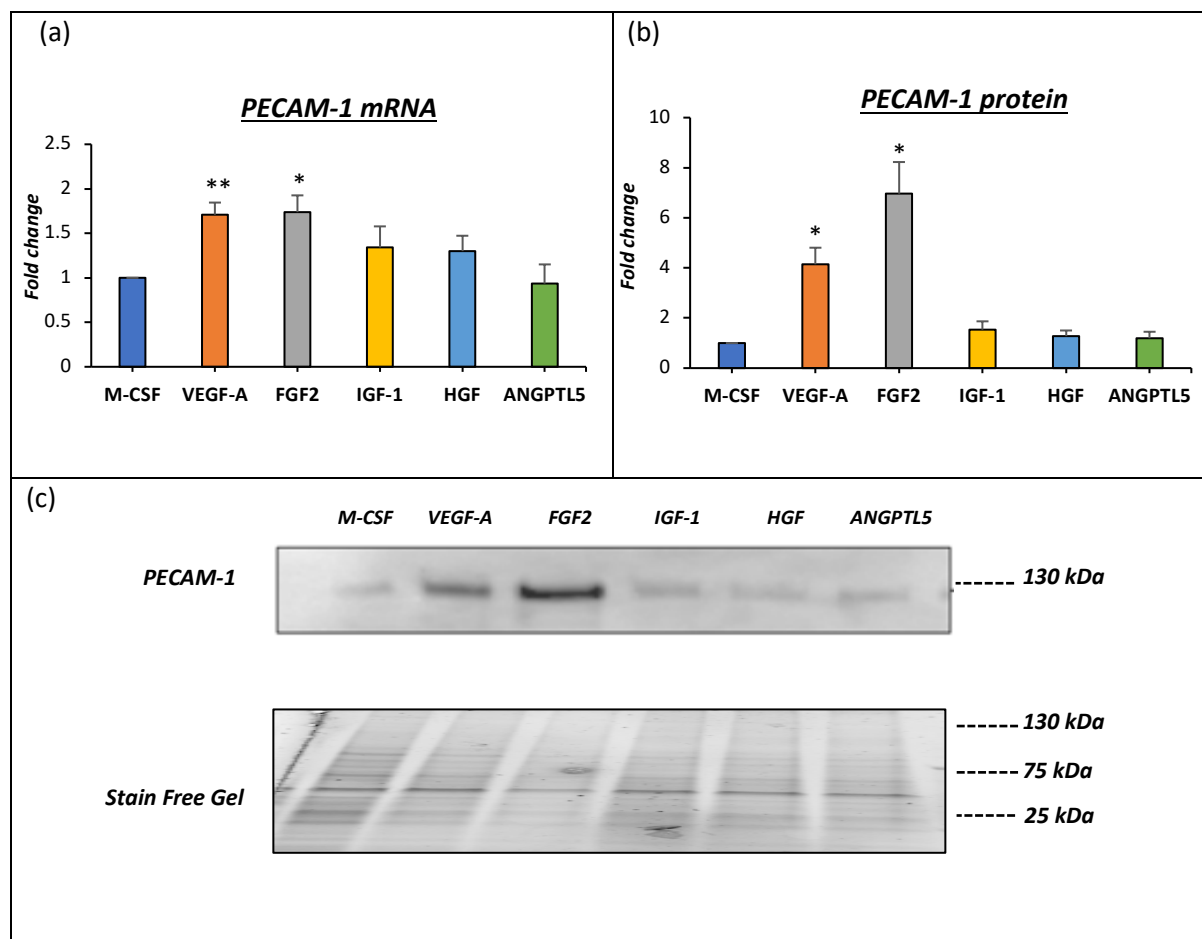 (a)
PECAM-1 mRNA
Fold change
2.5
2
1.5
1
0.5
0
** *
M-CSF VEGF-A FGF2 IGF-1 HGF ANGPTL5
(b)
PECAM-1 protein
Fold change
10
8
6
4
2
0
* *
M-CSF VEGF-A FGF2 IGF-1 HGF ANGPTL5
(c)
M-CSF VEGF-A FGF2 IGF-1 HGF ANGPTL5
PECAM-1 ------ 130 kDa
------ 130 kDa
------ 75 kDa
Stain Free Gel ------ 25 kDa